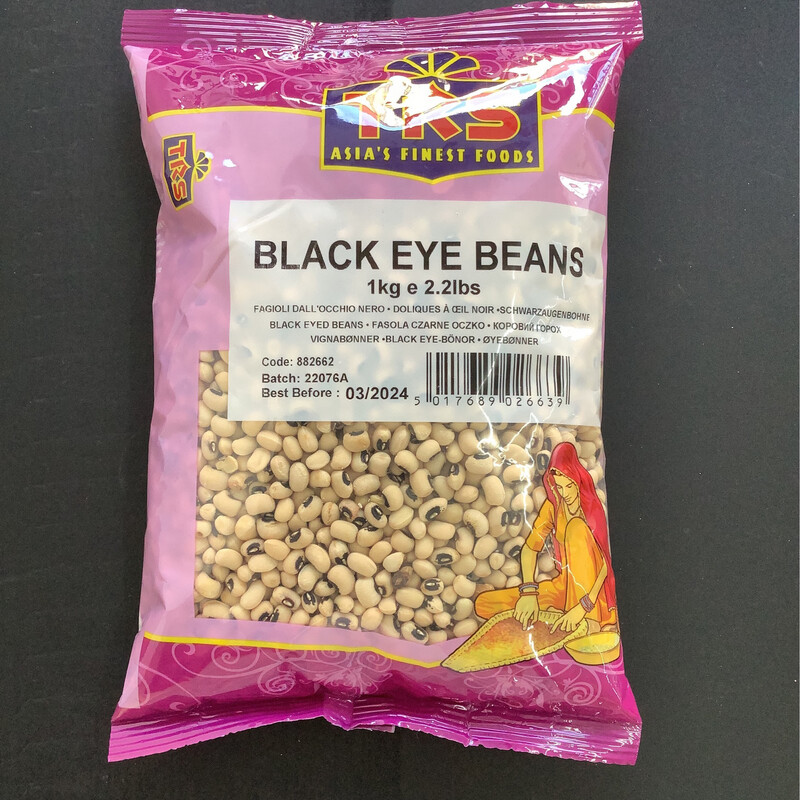 TRS
ASIA'S FINEST FOODS
TRS
BLACK EYE BEANS
1kg e 2.2lbs
FAGIOLI DALL'OCCHIO NERO • DOLIQUES À ŒIL NOIR •SCHWARZAUGENBOHNE
BLACK EYED BEANS • FASOLA CZARNE OCZKO • КОРОВИЙ ГОРОХ
VIGNABØNNER •BLACK EYE-BÖNOR • ØYEBØNNER
Code: 882662
Batch: 22076A
Best Before : 03/2024
5 017689 026639